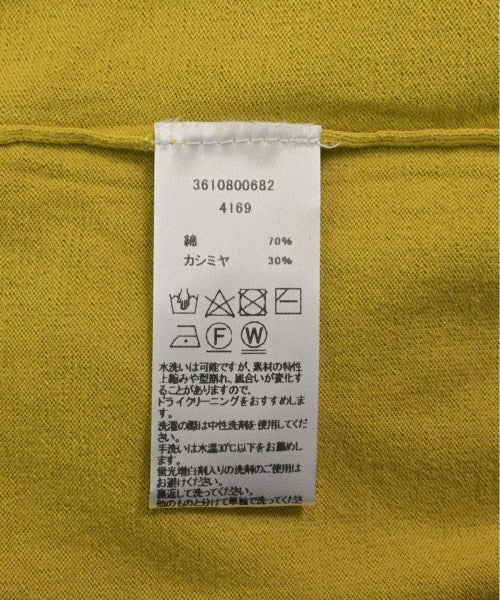 3610800682
4169
綿 70%
カシミヤ 30%
F W
水洗いは可能ですが、素材の特性
上縮みや型崩れ、風合いが変化す
ることがありますので、
ドライクリーニングをおすすめしま
す。
洗濯の際は中性洗剤を使用してくだ
さい。
手洗いは水温30℃以下をお薦めし
ます。
蛍光増白剤入りの洗剤のご使用は
お避けください。
裏返して洗ってください。
他のものと分けて単独で洗ってくだ